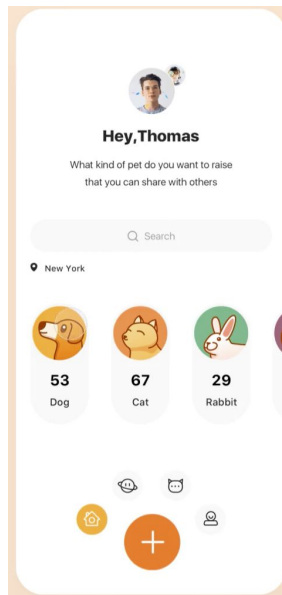 Hey,Thomas
What kind of pet do you want to raise
that you can share with others
Search
New York
53
67
29
Dog
Cat
Rabbit